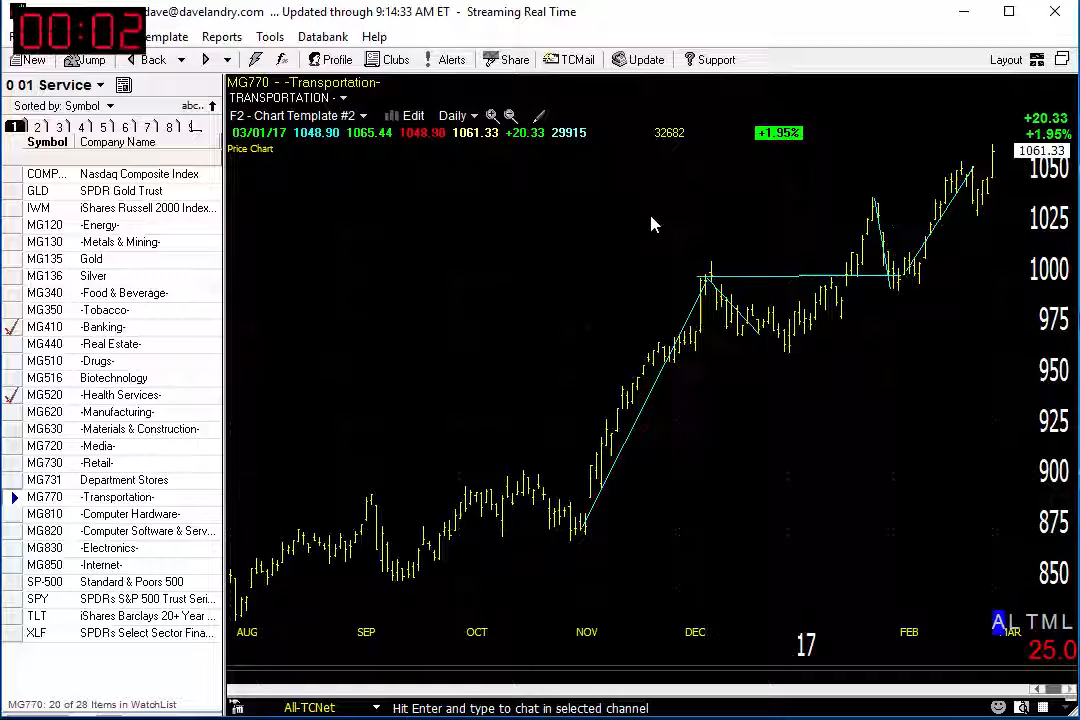 00:02
dave@davelandry.com ... Updated through 9:14:33 AM ET - Streaming Real Time
emplate Reports Tools Databank Help
New Jump Back Profile Clubs Alerts Share TCMail Update Support Layout
0 01 Service
Sorted by: Symbol abc..
1 2 3 4 5 6 7 8
Symbol Company Name
COMP... Nasdaq Composite Index
GLD SPDR Gold Trust
IWM iShares Russell 2000 Index...
MG120 -Energy-
MG130 -Metals & Mining-
MG135 Gold
MG136 Silver
MG340 -Food & Beverage-
MG350 -Tobacco-
MG410 -Banking-
MG440 -Real Estate-
MG510 -Drugs-
MG516 Biotechnology
MG520 -Health Services-
MG620 -Manufacturing-
MG630 -Materials & Construction-
MG720 -Media-
MG730 -Retail-
MG731 Department Stores
MG770 -Transportation-
MG810 -Computer Hardware-
MG820 -Computer Software & Serv...
MG830 -Electronics-
MG850 -Internet-
SP-500 Standard & Poors 500
SPY SPDRs S&P 500 Trust Seri...
TLT iShares Barclays 20+ Year ...
XLF SPDRs Select Sector Fina...
MG770: 20 of 28 Items in WatchList
MG770 - -Transportation-
TRANSPORTATION -
F2 - Chart Template #2 Edit Daily
03/01/17 1048.90 1065.44 1048.90 1061.33 +20.33 29915 32682 +1.95%
Price Chart
+20.33
+1.95%
1061.33
1050
1025
1000
975
950
925
900
875
850
A L T M L
AUG SEP OCT NOV DEC 17 FEB MAR
25.0
All-TCNet Hit Enter and type to chat in selected channel